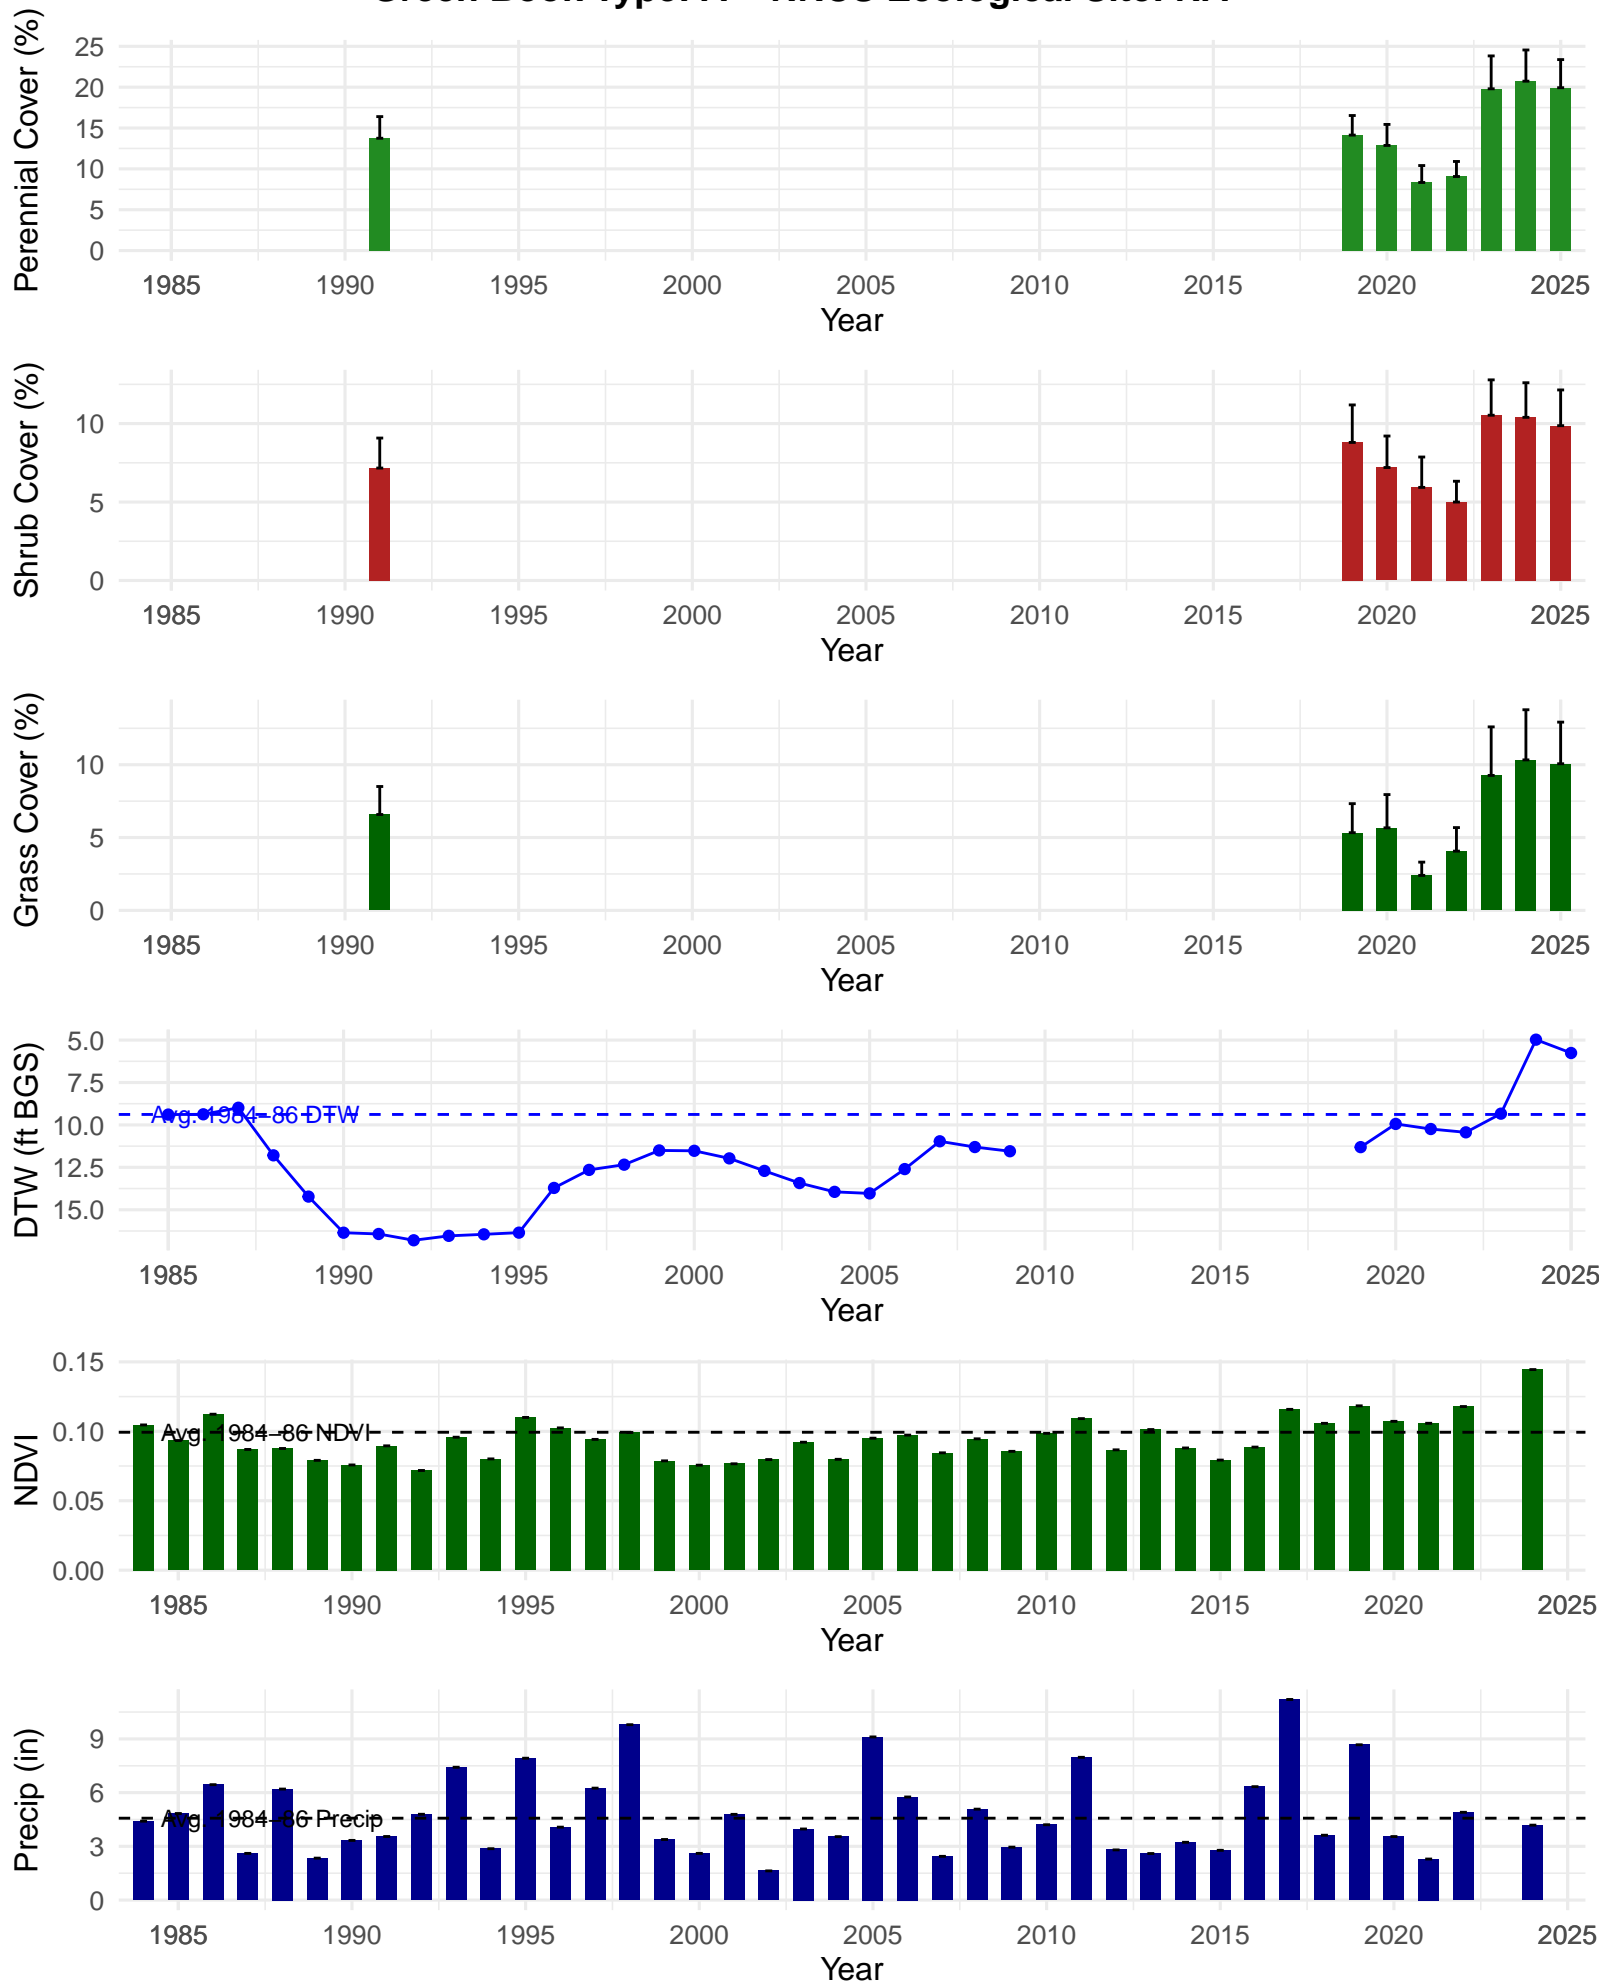 Perennial Cover (%)
25
20
15
10
5
0
1985 1990 1995 2000 2005 2010 2015 2020 2025
Year
Shrub Cover (%)
10
5
0
1985 1990 1995 2000 2005 2010 2015 2020 2025
Year
Grass Cover (%)
10
5
0
1985 1990 1995 2000 2005 2010 2015 2020 2025
Year
DTW (ft BGS)
5.0
7.5
10.0
12.5
15.0
Avg. 1984–86 DTW
1985 1990 1995 2000 2005 2010 2015 2020 2025
Year
NDVI
0.15
0.10
0.05
0.00
Avg. 1984–86 NDVI
1985 1990 1995 2000 2005 2010 2015 2020 2025
Year
Precip (in)
9
6
3
0
Avg. 1984–86 Precip
1985 1990 1995 2000 2005 2010 2015 2020 2025
Year